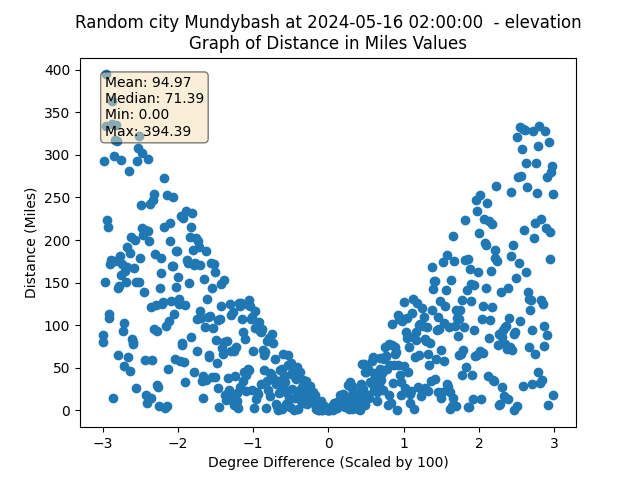 Random city Mundybash at 2024-05-16 02:00:00 - elevation
Graph of Distance in Miles Values
Mean: 94.97
Median: 71.39
Min: 0.00
Max: 394.39
400
350
300
250
200
150
100
50
0
Distance (Miles)
−3
−2
−1
0
1
2
3
Degree Difference (Scaled by 100)